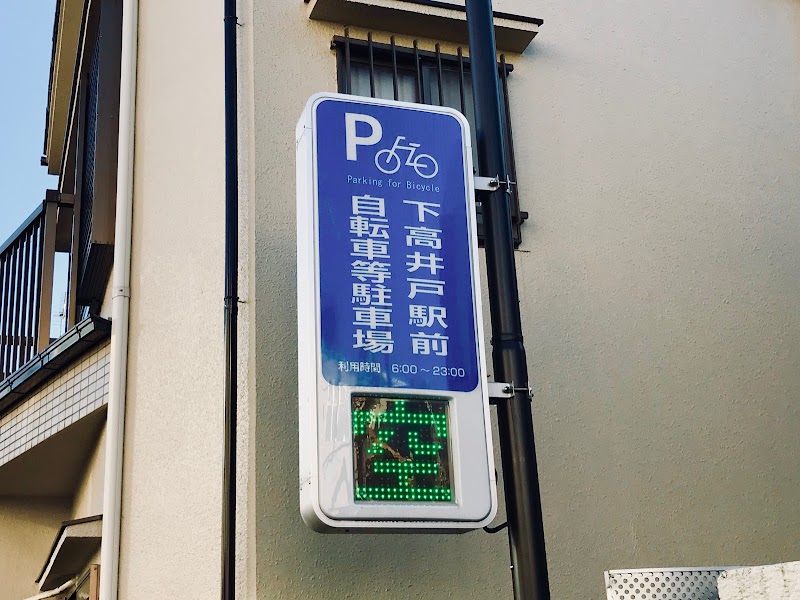 P
Parking for Bicycle
下高井戸駅前
自転車等駐車場
利用時間 6:00～23:00
空